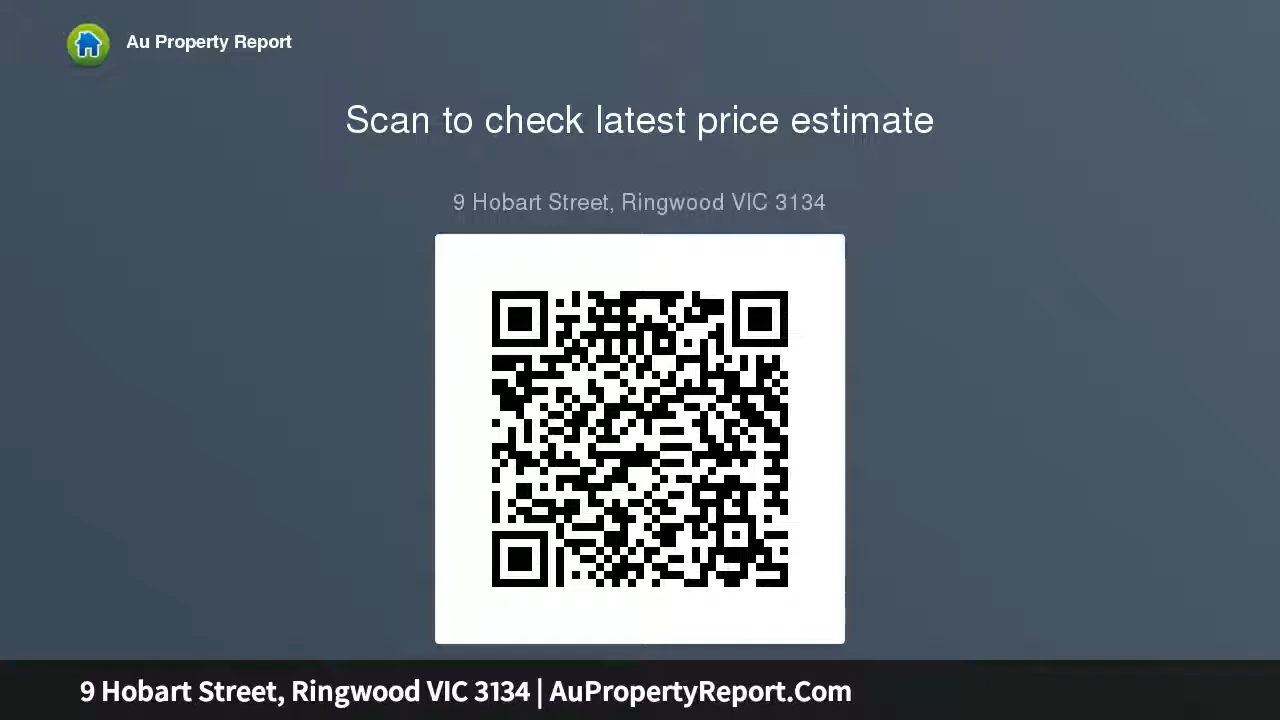 Au Property Report
Scan to check latest price estimate
9 Hobart Street, Ringwood VIC 3134
9 Hobart Street, Ringwood VIC 3134 | AuPropertyReport.Com